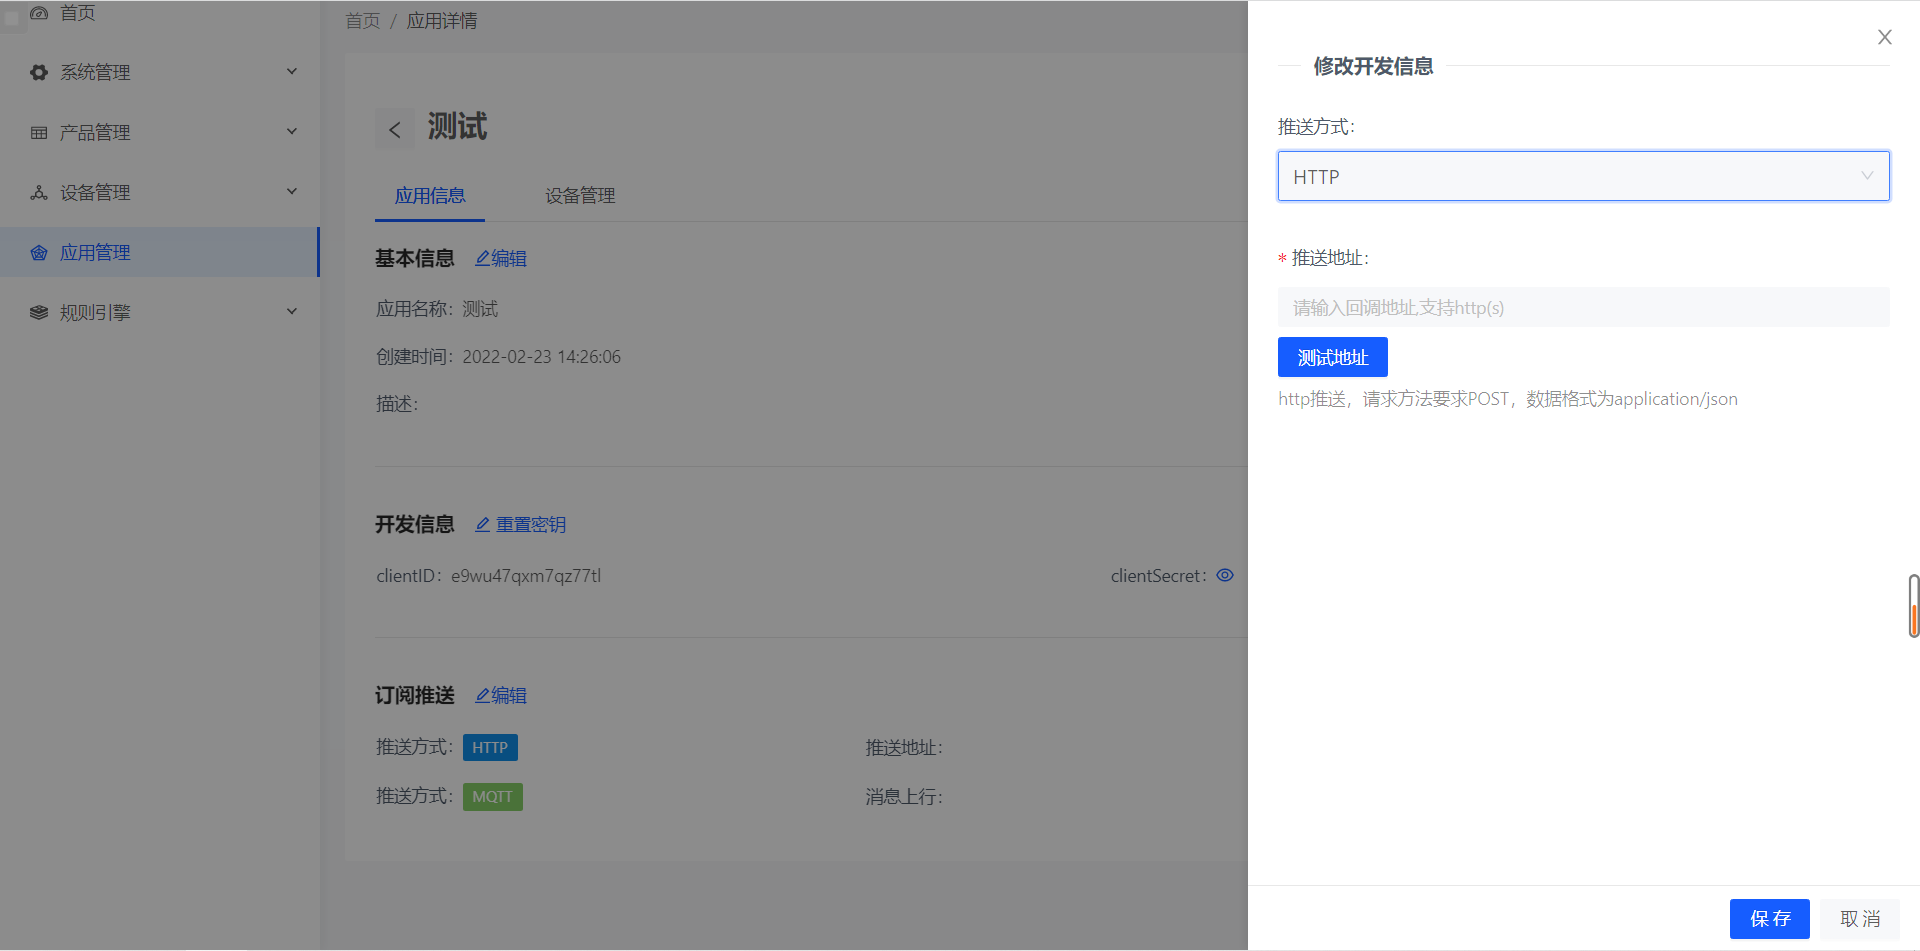 首页
系统管理
产品管理
设备管理
应用管理
规则引擎
首页 / 应用详情
测试
应用信息
设备管理
基本信息 编辑
应用名称：测试
创建时间：2022-02-23 14:26:06
描述：
开发信息 重置密钥
clientID：e9wu47qxm7qz77tl
clientSecret：
订阅推送 编辑
推送方式：HTTP
推送地址：
推送方式：MQTT
消息上行：
修改开发信息
推送方式：
HTTP
* 推送地址：
请输入回调地址,支持http(s)
测试地址
http推送，请求方法要求POST，数据格式为application/json
保 存
取 消